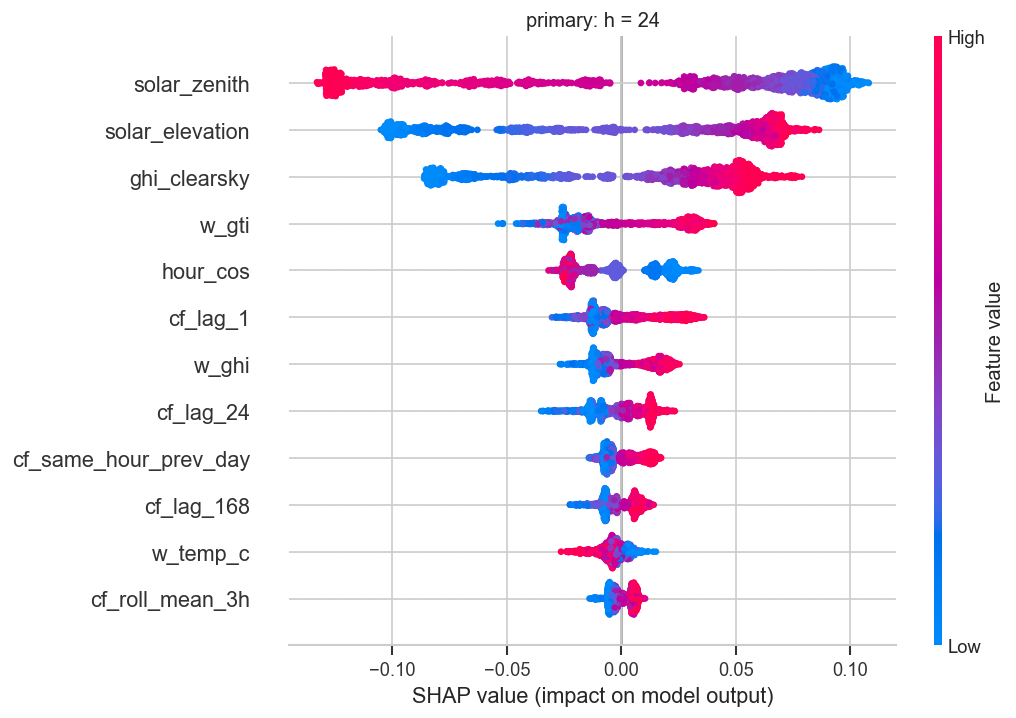 primary: h = 24
High
solar_zenith
solar_elevation
ghi_clearsky
w_gti
hour_cos
cf_lag_1
w_ghi
cf_lag_24
cf_same_hour_prev_day
cf_lag_168
w_temp_c
cf_roll_mean_3h
Feature value
Low
−0.10 −0.05 0.00 0.05 0.10
SHAP value (impact on model output)